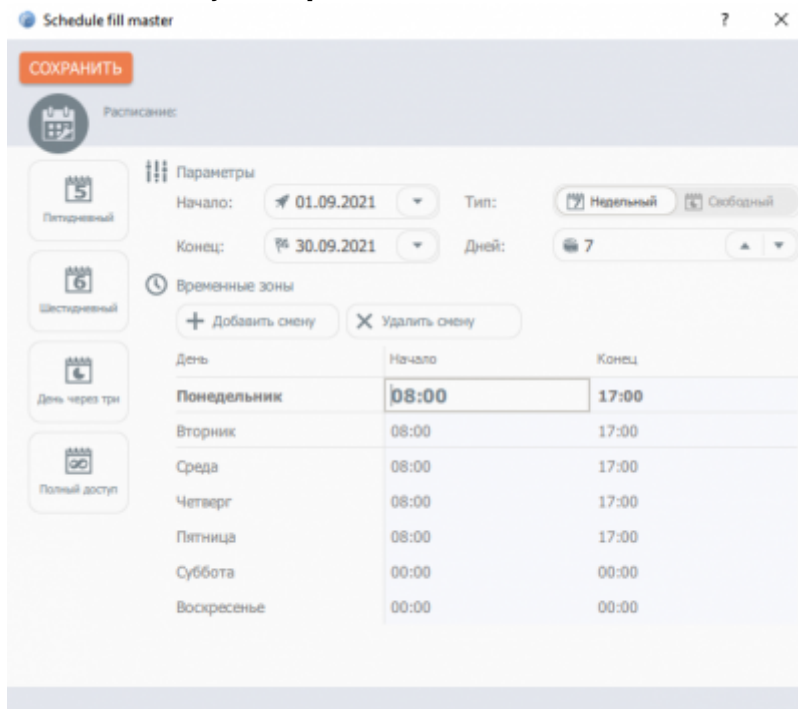 Schedule fill master ?
СОХРАНИТЬ
Расписание:
5
Пятидневный
6
Шестидневный
День через три
Полный доступ
Параметры
Начало: 01.09.2021 Тип: 7 Недельный Свободный
Конец: 30.09.2021 Дней: 7
Временные зоны
Добавить смену Удалить смену
День Начало Конец
Понедельник 08:00 17:00
Вторник 08:00 17:00
Среда 08:00 17:00
Четверг 08:00 17:00
Пятница 08:00 17:00
Суббота 00:00 00:00
Воскресенье 00:00 00:00